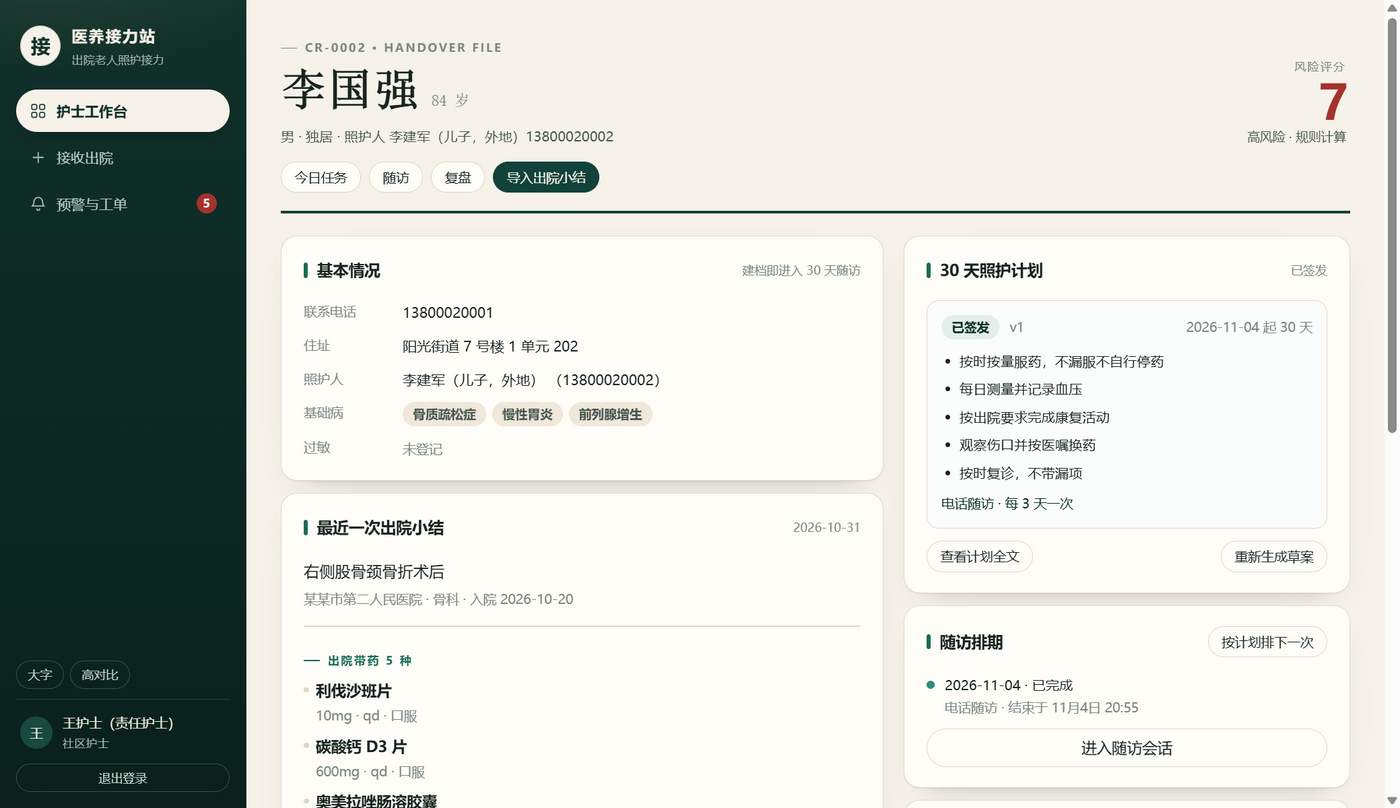 接
医养接力站
出院老人照护接力
护士工作台
接收出院
预警与工单
5
大字
高对比
王
王护士（责任护士）
社区护士
退出登录
CR-0002 • HANDOVER FILE
李国强 84 岁
男 · 独居 · 照护人 李建军（儿子，外地）13800020002
今日任务
随访
复盘
导入出院小结
风险评分
7
高风险 · 规则计算
基本情况
建档即进入 30 天随访
联系电话 13800020001
住址 阳光街道 7 号楼 1 单元 202
照护人 李建军（儿子，外地）（13800020002）
基础病 骨质疏松症 慢性胃炎 前列腺增生
过敏 未登记
最近一次出院小结
2026-10-31
右侧股骨颈骨折术后
某某市第二人民医院 · 骨科 · 入院 2026-10-20
出院带药 5 种
利伐沙班片
10mg · qd · 口服
碳酸钙 D3 片
600mg · qd · 口服
奥美拉唑肠溶胶囊
30 天照护计划
已签发
已签发 v1 2026-11-04 起 30 天
• 按时按量服药，不漏服不自行停药
• 每日测量并记录血压
• 按出院要求完成康复活动
• 观察伤口并按医嘱换药
• 按时复诊，不带漏项
电话随访 · 每 3 天一次
查看计划全文
重新生成草案
随访排期
按计划排下一次
2026-11-04 · 已完成
电话随访 · 结束于 11月4日 20:55
进入随访会话